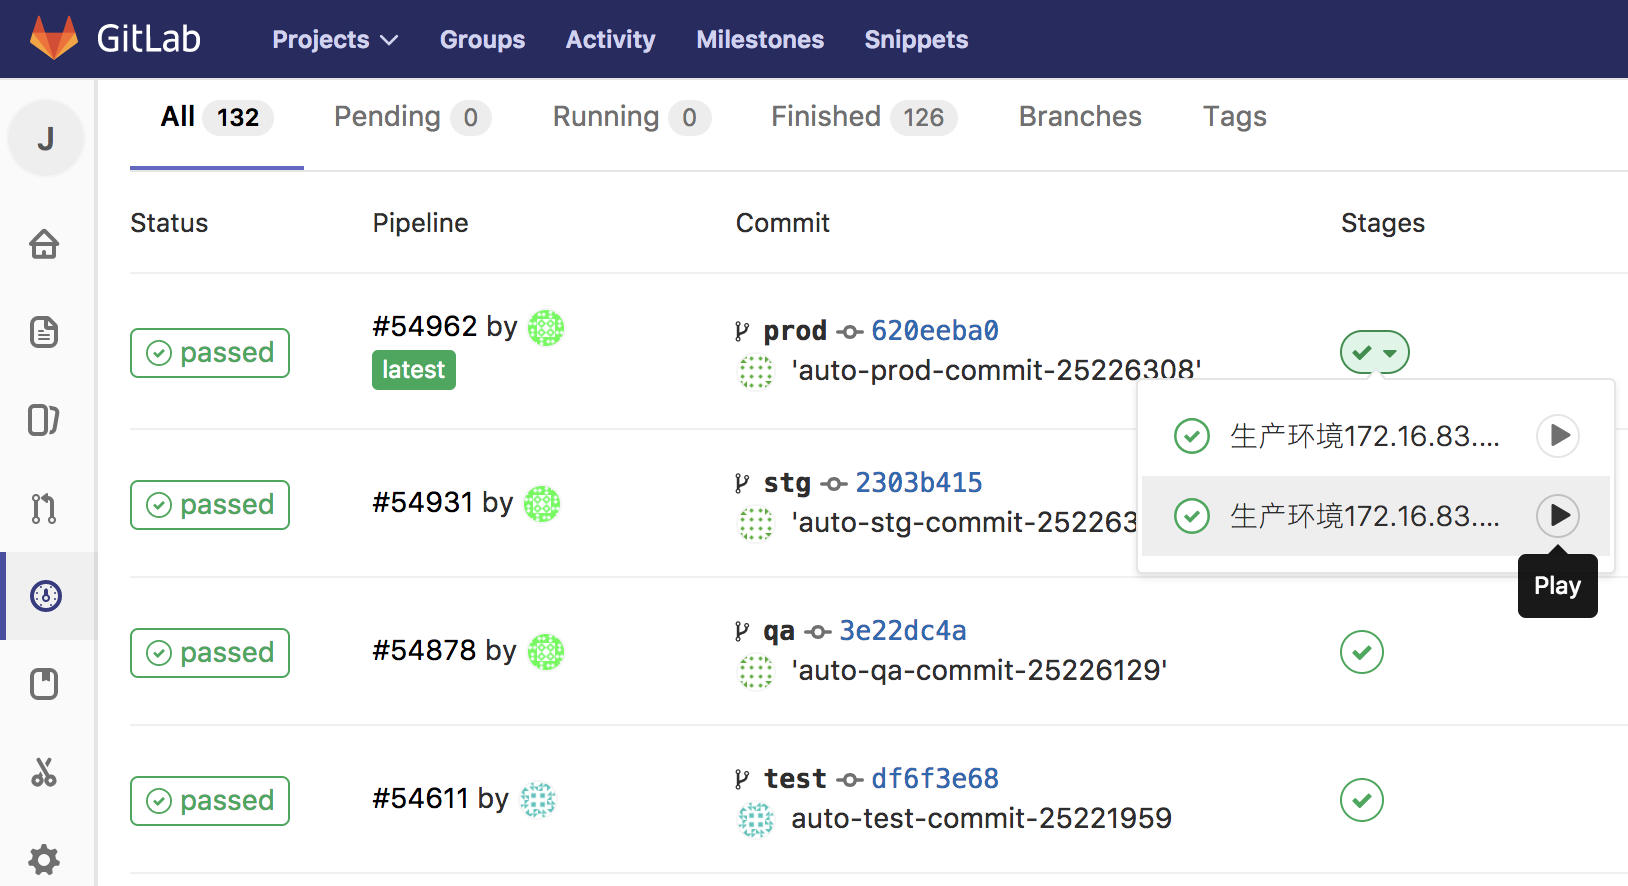 GitLab Projects Groups Activity Milestones Snippets
J
All 132 Pending 0 Running 0 Finished 126 Branches Tags
Status Pipeline Commit Stages
passed #54962 by latest prod 620eeba0
'auto-prod-commit-25226308'
生产环境172.16.83....
生产环境172.16.83....
Play
passed #54931 by stg 2303b415
'auto-stg-commit-252263
passed #54878 by qa 3e22dc4a
'auto-qa-commit-25226129'
passed #54611 by test df6f3e68
auto-test-commit-25221959